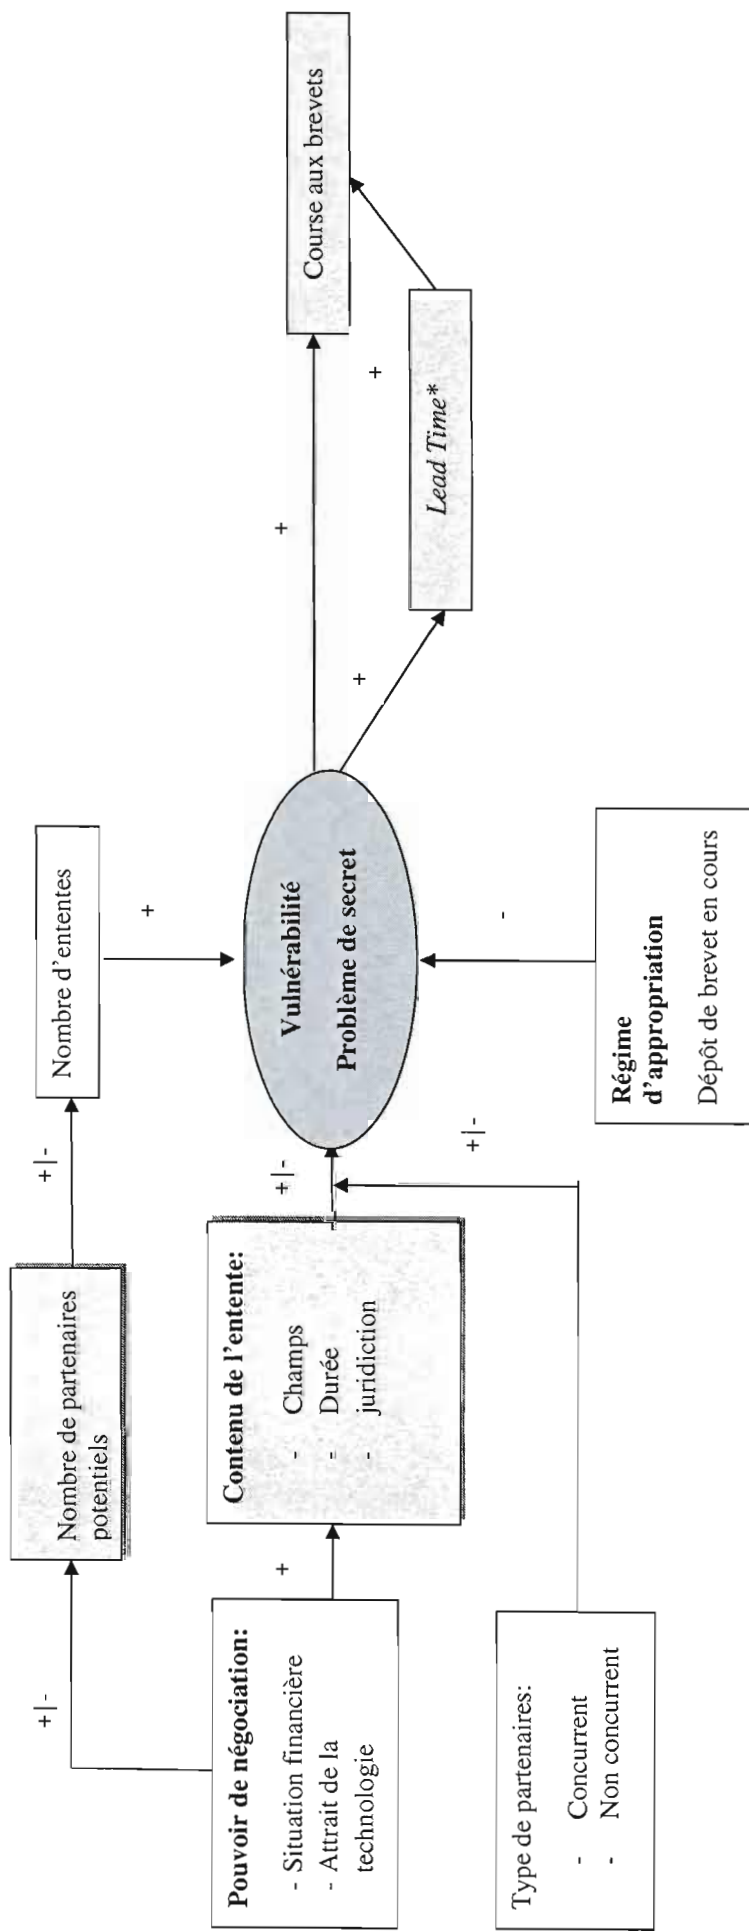 Nombre de partenaires
potentiels
+|-
Nombre d'ententes
+|-
+
Pouvoir de négociation:
- Situation financière
- Attrait de la
technologie
+
Contenu de l'entente:
- Champs
- Durée
- juridiction
+|-
Vulnérabilité
Problème de secret
+
Course aux brevets
+
Lead Time*
+
Type de partenaires:
- Concurrent
- Non concurrent
+|-
Régime
d'appropriation
Dépôt de brevet en cours
-